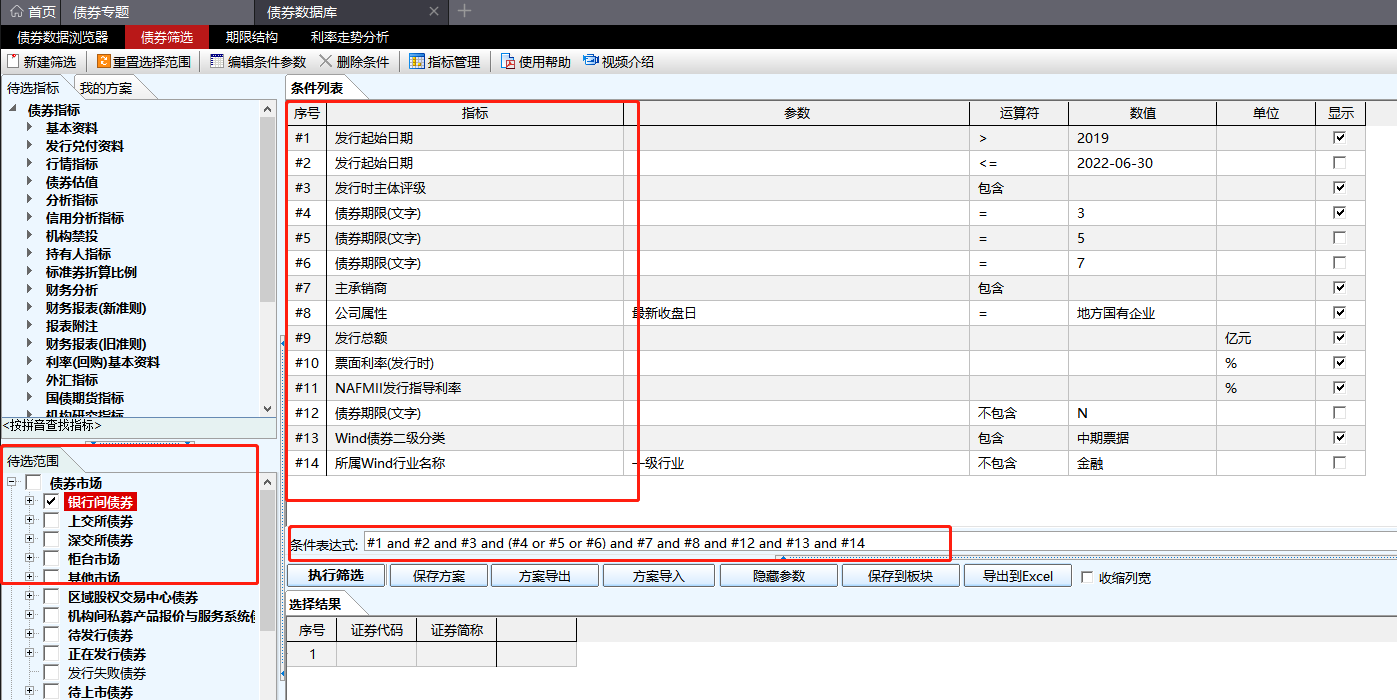 首页 债券专题 债券数据库
债券数据浏览器 债券筛选 期限结构 利率走势分析
新建筛选 重置选择范围 编辑条件参数 删除条件 指标管理 使用帮助 视频介绍
待选指标 我的方案
债券指标
基本资料
发行兑付资料
行情指标
债券估值
分析指标
信用分析指标
机构禁投
持有人指标
标准券折算比例
财务分析
财务报表(新准则)
报表附注
财务报表(旧准则)
利率(回购)基本资料
外汇指标
国债期货指标
机构研究指标
<按拼音查找指标>
待选范围
债券市场
银行间债券
上交所债券
深交所债券
柜台市场
其他市场
区域股权交易中心债券
机构间私募产品报价与服务系统
待发行债券
正在发行债券
发行失败债券
待上市债券
条件列表
序号 指标 参数 运算符 数值 单位 显示
#1 发行起始日期 > 2019
#2 发行起始日期 <= 2022-06-30
#3 发行时主体评级 包含
#4 债券期限(文字) = 3
#5 债券期限(文字) = 5
#6 债券期限(文字) = 7
#7 主承销商 包含
#8 公司属性 最新收盘日 = 地方国有企业
#9 发行总额 亿元
#10 票面利率(发行时) %
#11 NAFMII发行指导利率 %
#12 债券期限(文字) 不包含 N
#13 Wind债券二级分类 包含 中期票据
#14 所属Wind行业名称 一级行业 不包含 金融
条件表达式: #1 and #2 and #3 and (#4 or #5 or #6) and #7 and #8 and #12 and #13 and #14
执行筛选 保存方案 方案导出 方案导入 隐藏参数 保存到板块 导出到Excel 收缩列宽
选择结果
序号 证券代码 证券简称
1